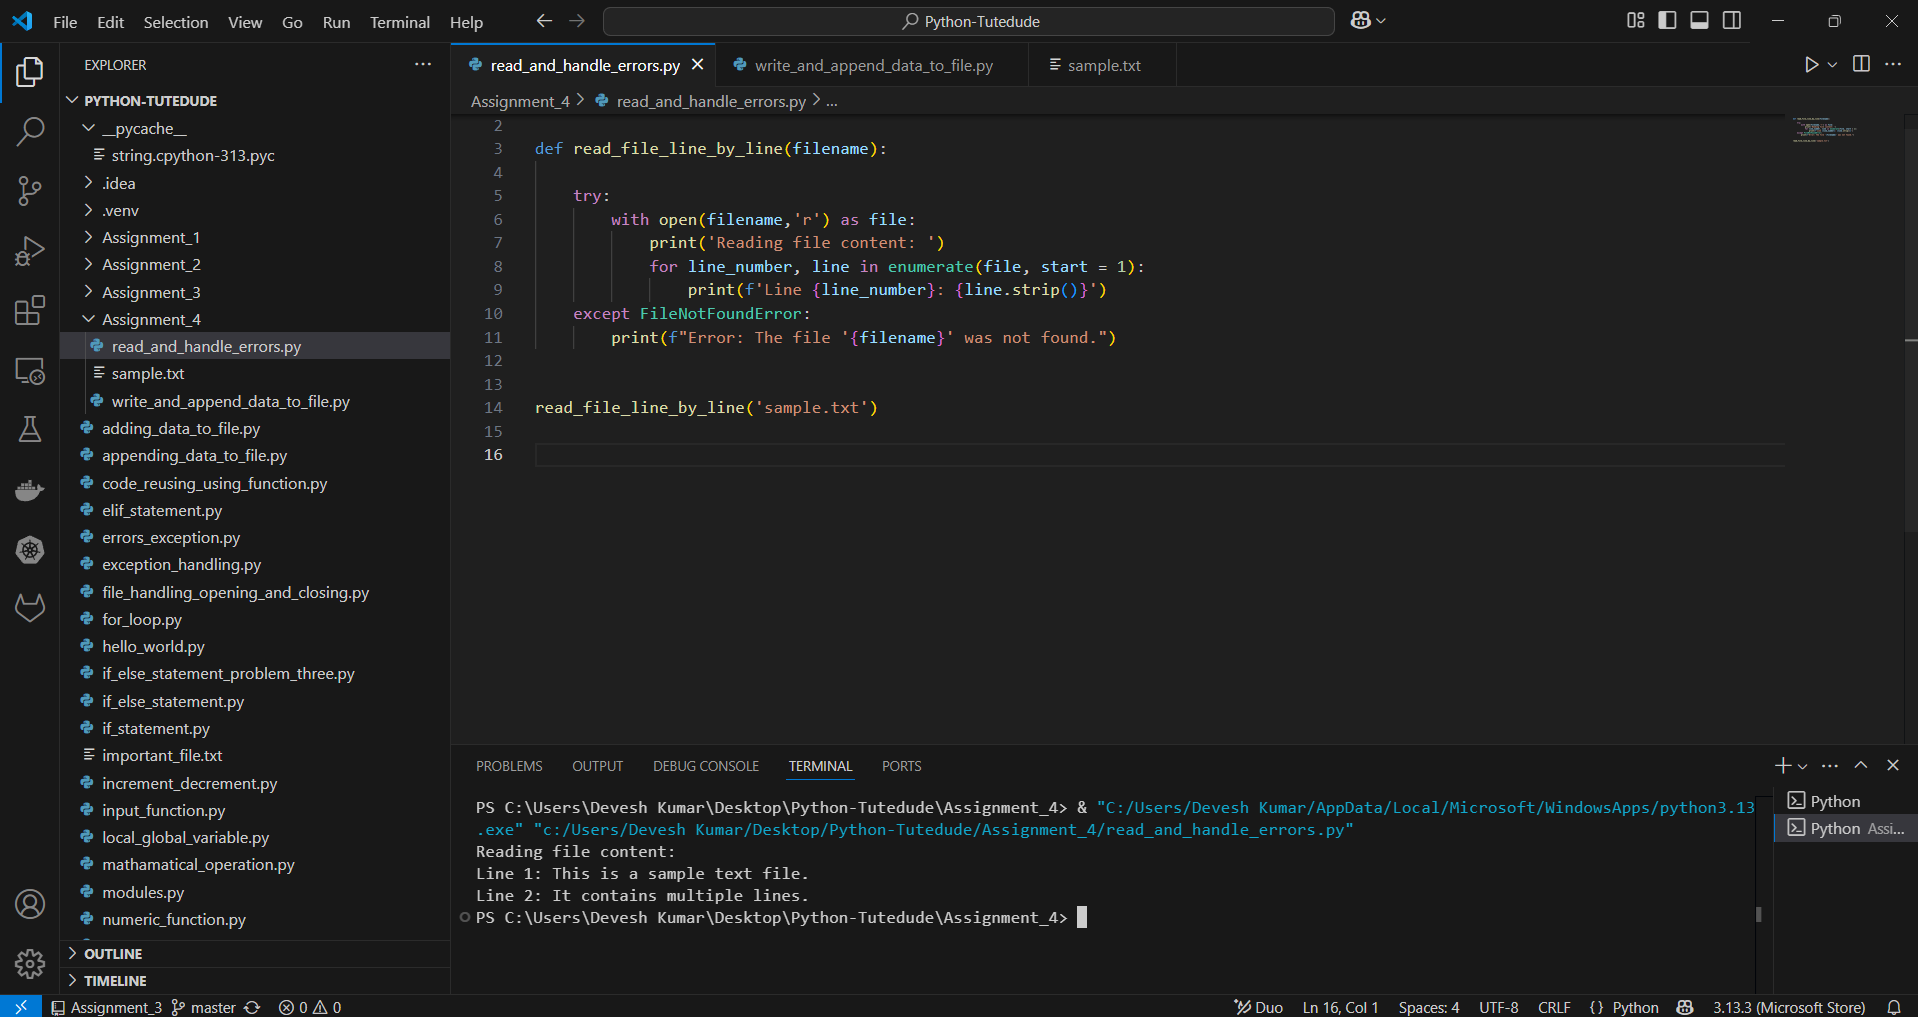 File Edit Selection View Go Run Terminal Help
Python-Tutedude
EXPLORER
PYTHON-TUTEDUDE
__pycache__
string.cpython-313.pyc
.idea
.venv
Assignment_1
Assignment_2
Assignment_3
Assignment_4
read_and_handle_errors.py
sample.txt
write_and_append_data_to_file.py
adding_data_to_file.py
appending_data_to_file.py
code_reusing_using_function.py
elif_statement.py
errors_exception.py
exception_handling.py
file_handling_opening_and_closing.py
for_loop.py
hello_world.py
if_else_statement_problem_three.py
if_else_statement.py
if_statement.py
important_file.txt
increment_decrement.py
input_function.py
local_global_variable.py
mathamatical_operation.py
modules.py
numeric_function.py
OUTLINE
TIMELINE
read_and_handle_errors.py write_and_append_data_to_file.py sample.txt
Assignment_4 > read_and_handle_errors.py > ...
2
3 def read_file_line_by_line(filename):
4
5 try:
6 with open(filename,'r') as file:
7 print('Reading file content: ')
8 for line_number, line in enumerate(file, start = 1):
9 print(f'Line {line_number}: {line.strip()}')
10 except FileNotFoundError:
11 print(f"Error: The file '{filename}' was not found.")
12
13
14 read_file_line_by_line('sample.txt')
15
16
PROBLEMS OUTPUT DEBUG CONSOLE TERMINAL PORTS
PS C:\Users\Devesh Kumar\Desktop\Python-Tutedude\Assignment_4> & "C:/Users/Devesh Kumar/AppData/Local/Microsoft/WindowsApps/python3.13
.exe" "c:/Users/Devesh Kumar/Desktop/Python-Tutedude/Assignment_4/read_and_handle_errors.py"
Reading file content:
Line 1: This is a sample text file.
Line 2: It contains multiple lines.
PS C:\Users\Devesh Kumar\Desktop\Python-Tutedude\Assignment_4>
Python
Python Assi...
Assignment_3 master 0 0 Duo Ln 16, Col 1 Spaces: 4 UTF-8 CRLF {} Python 3.13.3 (Microsoft Store)